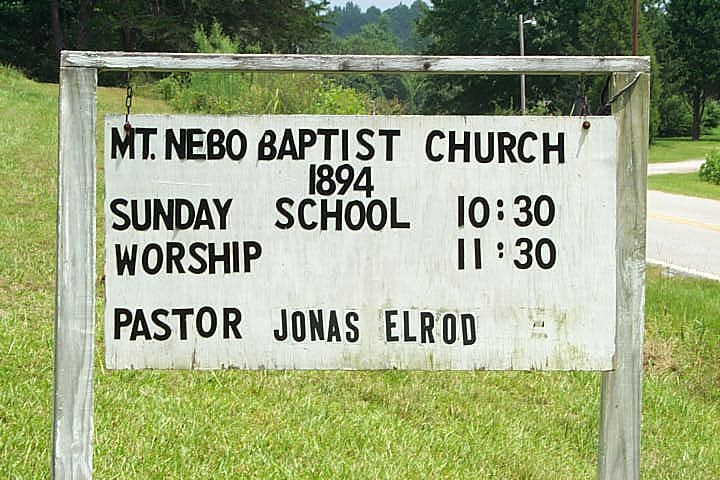 MT. NEBO BAPTIST CHURCH
1894
SUNDAY SCHOOL 10:30
WORSHIP 11:30
PASTOR JONAS ELROD